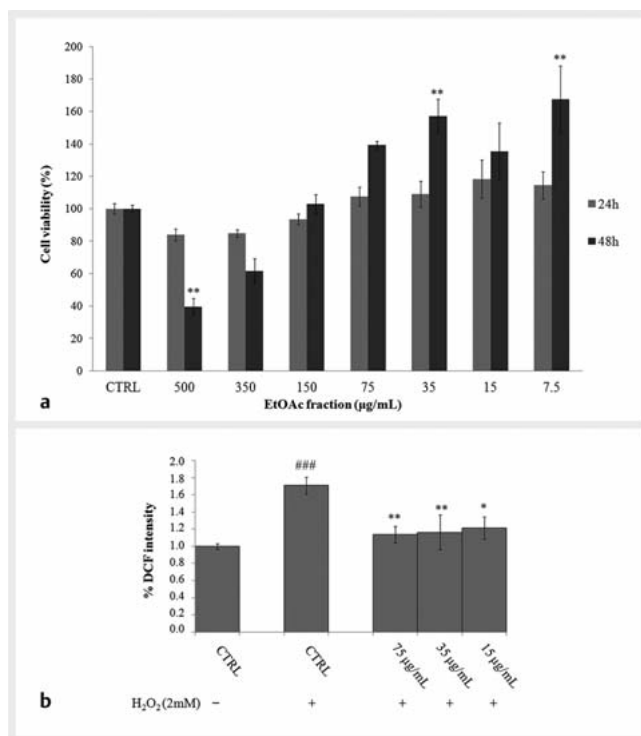 200
180
160
140
120
100
80
60
40
20
0
Cell viability (%)
**
**
**
24h
48h
CTRL 500 350 150 75 35 15 7.5
a EtOAc fraction (µg/mL)
2.0
1.8
1.6
1.4
1.2
1.0
0.8
0.6
0.4
0.2
0.0
% DCF intensity
###
** ** *
CTRL CTRL 75 µg/mL 35 µg/mL 15 µg/mL
b H₂O₂ (2mM) − + + + +